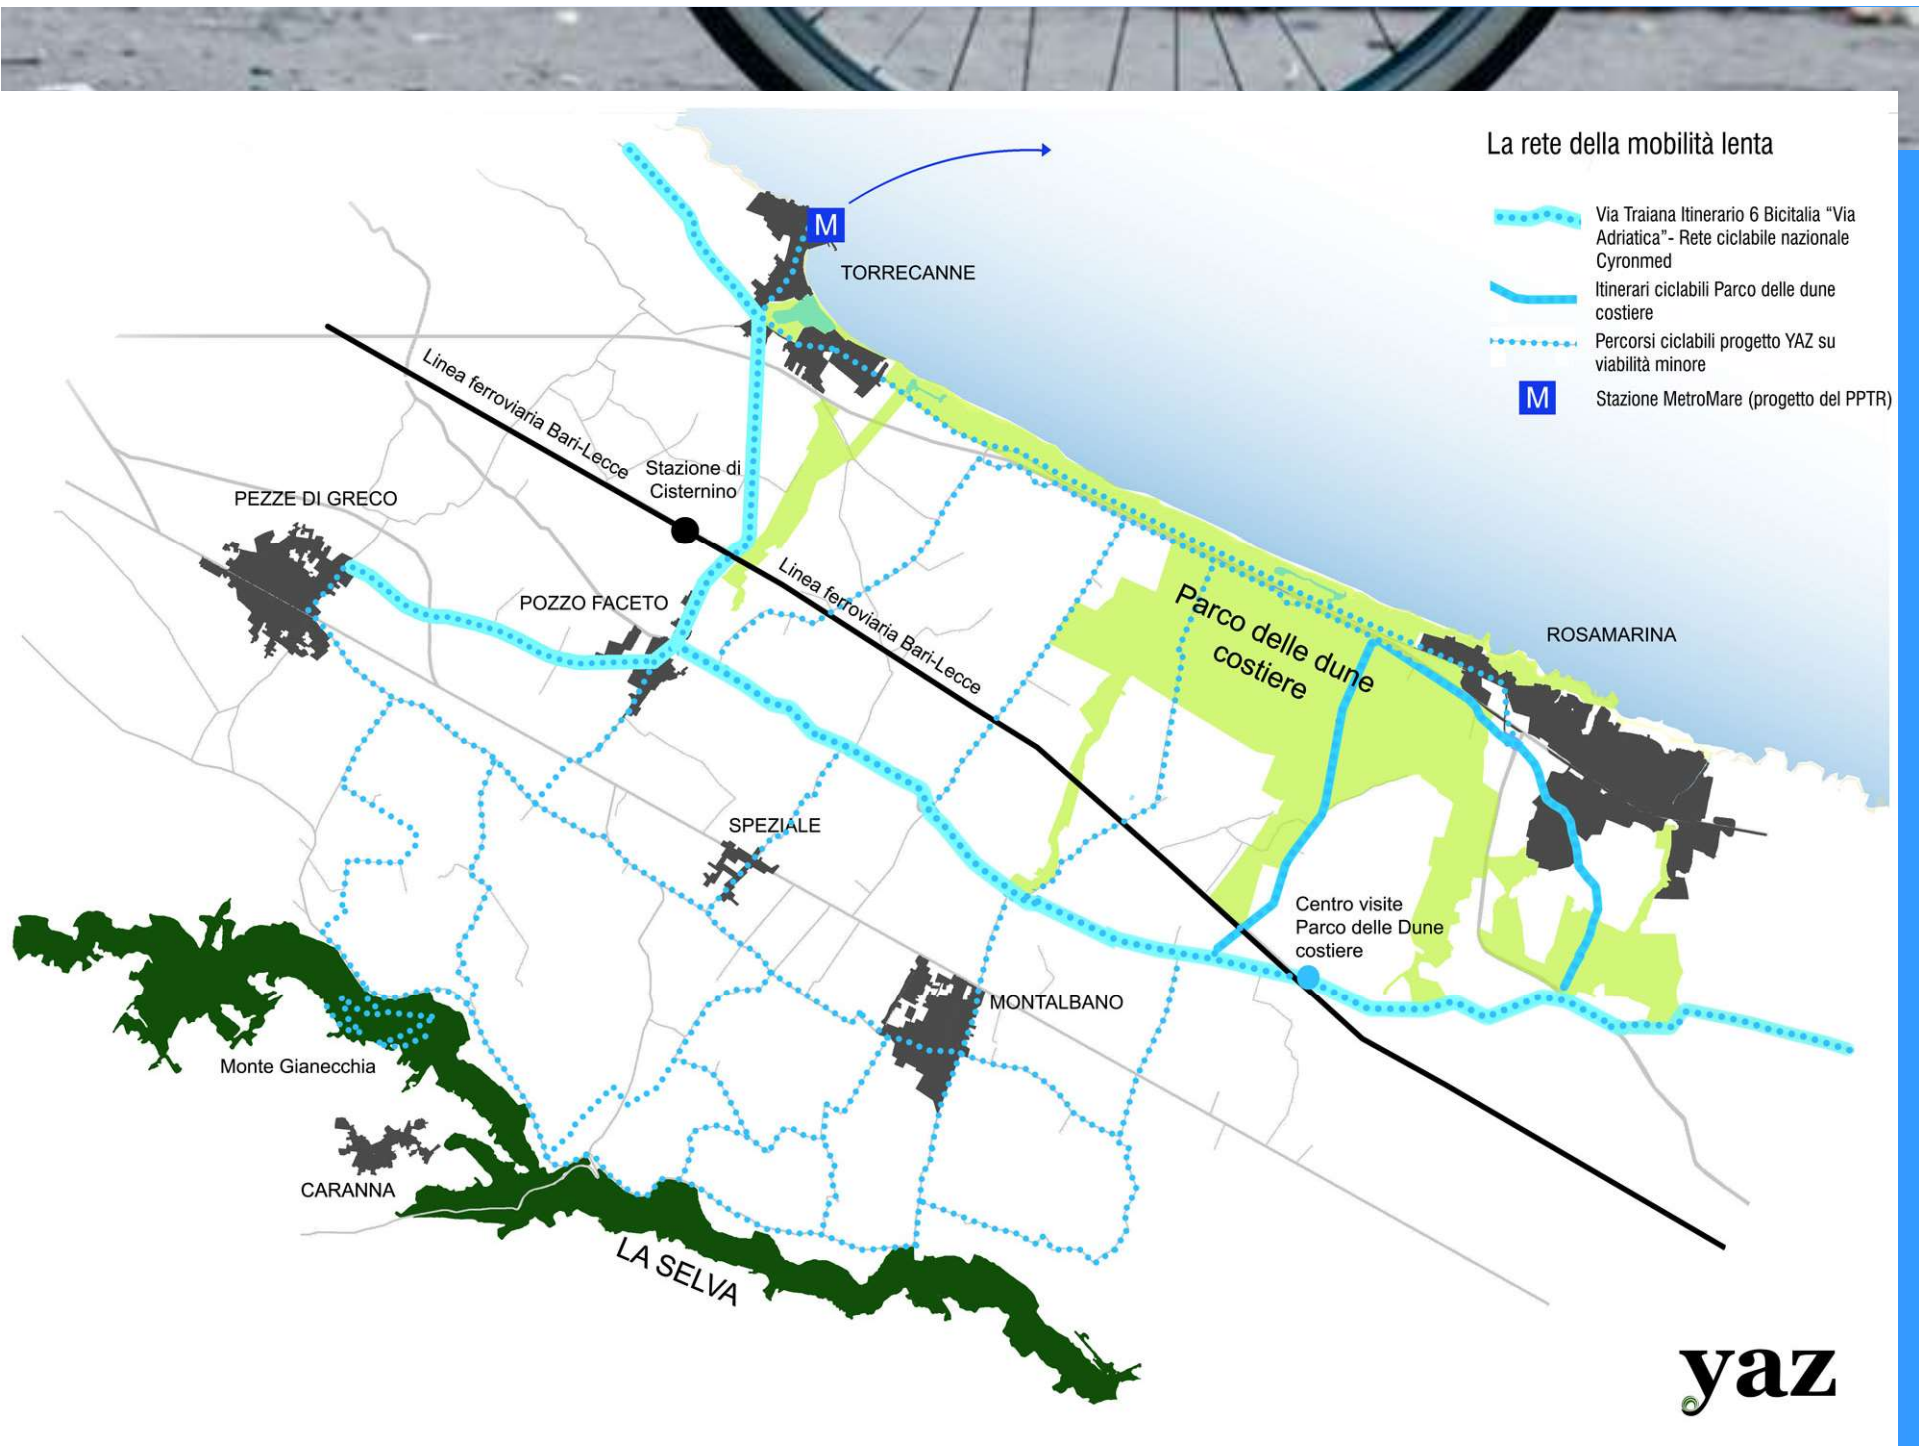 La rete della mobilità lenta
Via Traiana Itinerario 6 Bicitalia “Via
Adriatica”- Rete ciclabile nazionale
Cyronmed
Itinerari ciclabili Parco delle dune
costiere
Percorsi ciclabili progetto YAZ su
viabilità minore
M
Stazione MetroMare (progetto del PPTR)
M
TORRECANNE
Linea ferroviaria Bari-Lecce
Stazione di
Cisternino
PEZZE DI GRECO
POZZO FACETO
Linea ferroviaria Bari-Lecce
Parco delle dune
costiere
ROSAMARINA
SPEZIALE
Centro visite
Parco delle Dune
costiere
MONTALBANO
Monte Gianecchia
CARANNA
LA SELVA
yaz